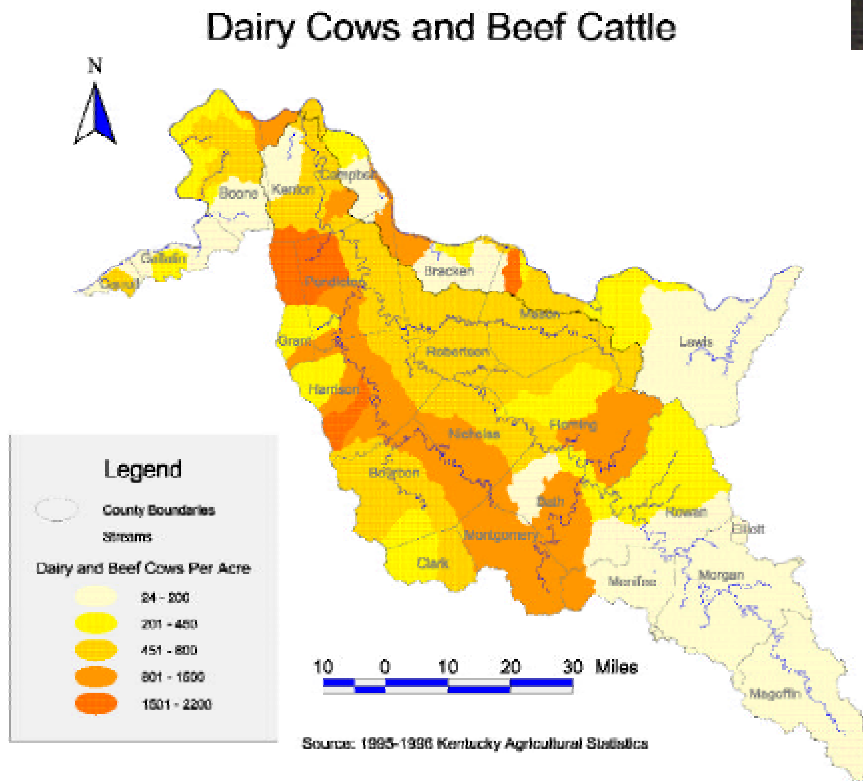 Dairy Cows and Beef Cattle
N
Boone
Kenton
Campbell
Gallatin
Carroll
Pendleton
Bracken
Mason
Lewis
Grant
Robertson
Harrison
Fleming
Nicholas
Bourbon
Bath
Rowan
Elliott
Montgomery
Clark
Menifee
Morgan
Magoffin
Legend
County Boundaries
Streams
Dairy and Beef Cows Per Acre
24 - 200
201 - 450
451 - 800
801 - 1500
1501 - 2200
10 0 10 20 30 Miles
Source: 1995-1996 Kentucky Agricultural Statistics